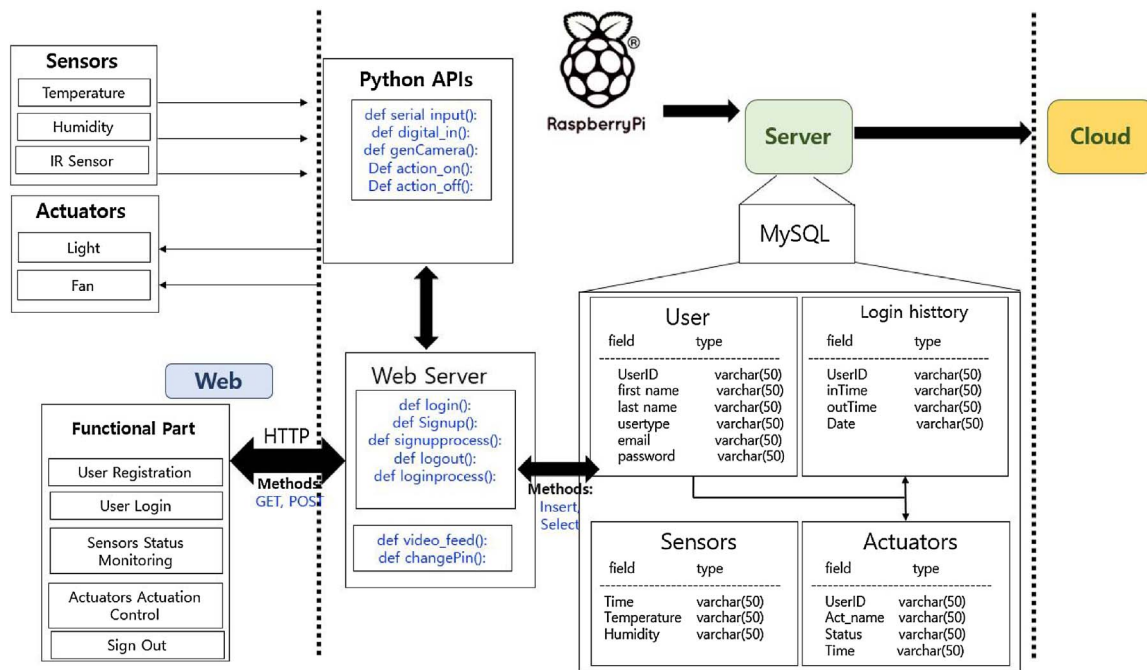 Sensors
Temperature
Humidity
IR Sensor
Actuators
Light
Fan
Python APIs
def serial input():
def digital_in():
def genCamera():
Def action_on():
Def action_off():
®
RaspberryPi
Server
Cloud
MySQL
User
field type
UserID varchar(50)
first name varchar(50)
last name varchar(50)
usertype varchar(50)
email varchar(50)
password varchar(50)
Login histtory
field type
UserID varchar(50)
inTime varchar(50)
outTime varchar(50)
Date varchar(50)
Sensors
field type
Time varchar(50)
Temperature varchar(50)
Humidity varchar(50)
Actuators
field type
UserID varchar(50)
Act_name varchar(50)
Status varchar(50)
Time varchar(50)
Web
Functional Part
User Registration
User Login
Sensors Status
Monitoring
Actuators Actuation
Control
Sign Out
HTTP
Methods:
GET, POST
Web Server
def login():
def Signup():
def signupprocess():
def logout():
def loginprocess():
def video_feed():
def changePin():
Methods:
Insert,
Select